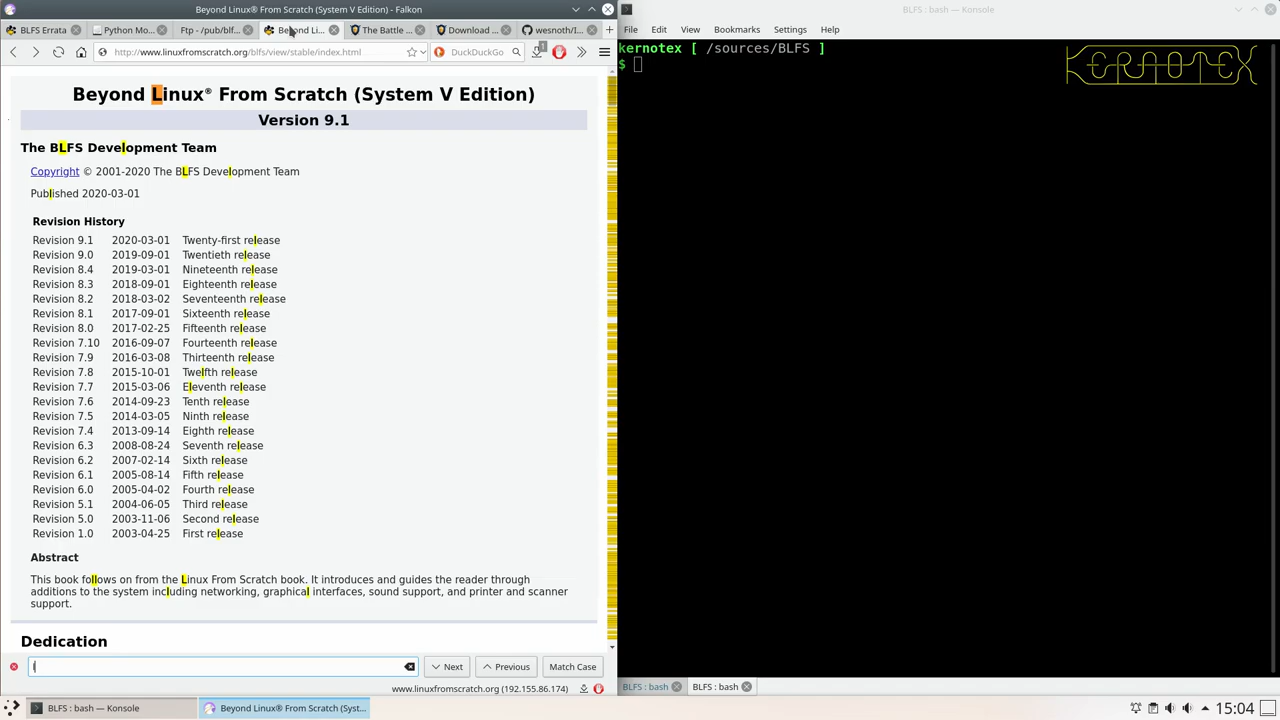 Beyond Linux® From Scratch (System V Edition) - Falkon
BLFS Errata
Python Mo...
Ftp - /pub/blf...
Beyond Li...
The Battle ...
Download ...
wesnoth/1...
http://www.linuxfromscratch.org/blfs/view/stable/index.html
1
DuckDuckGo
Beyond Linux® From Scratch (System V Edition)
Version 9.1
The BLFS Development Team
Copyright © 2001-2020 The BLFS Development Team
Published 2020-03-01
Revision History
Revision 9.1 2020-03-01 Twenty-first release
Revision 9.0 2019-09-01 Twentieth release
Revision 8.4 2019-03-01 Nineteenth release
Revision 8.3 2018-09-01 Eighteenth release
Revision 8.2 2018-03-02 Seventeenth release
Revision 8.1 2017-09-01 Sixteenth release
Revision 8.0 2017-02-25 Fifteenth release
Revision 7.10 2016-09-07 Fourteenth release
Revision 7.9 2016-03-08 Thirteenth release
Revision 7.8 2015-10-01 Twelfth release
Revision 7.7 2015-03-06 Eleventh release
Revision 7.6 2014-09-23 Tenth release
Revision 7.5 2014-03-05 Ninth release
Revision 7.4 2013-09-14 Eighth release
Revision 6.3 2008-08-24 Seventh release
Revision 6.2 2007-02-14 Sixth release
Revision 6.1 2005-08-14 Fifth release
Revision 6.0 2005-04-02 Fourth release
Revision 5.1 2004-06-05 Third release
Revision 5.0 2003-11-06 Second release
Revision 1.0 2003-04-25 First release
Abstract
This book follows on from the Linux From Scratch book. It introduces and guides the reader through
additions to the system including networking, graphical interfaces, sound support, and printer and scanner
support.
Dedication
l
Next
Previous
Match Case
www.linuxfromscratch.org (192.155.86.174)
BLFS : bash — Konsole
File Edit View Bookmarks Settings Help
kernotex [ /sources/BLFS ]
$
KERNOTEX
BLFS : bash
BLFS : bash
BLFS : bash — Konsole
Beyond Linux® From Scratch (Syst...
15:04